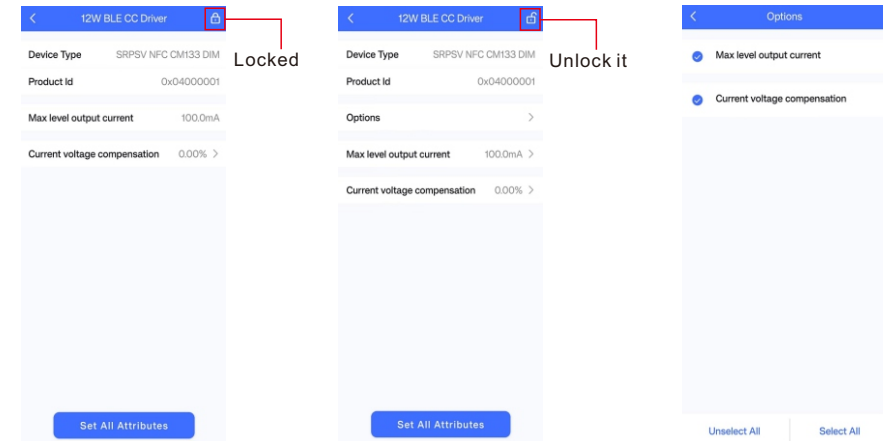 12W BLE CC Driver
Device Type SRPSV NFC CM133 DIM
Product Id 0x04000001
Max level output current 100.0mA
Current voltage compensation 0.00%
Set All Attributes
Locked
12W BLE CC Driver
Device Type SRPSV NFC CM133 DIM
Product Id 0x04000001
Options
Max level output current 100.0mA
Current voltage compensation 0.00%
Set All Attributes
Unlock it
Options
Max level output current
Current voltage compensation
Unselect All Select All